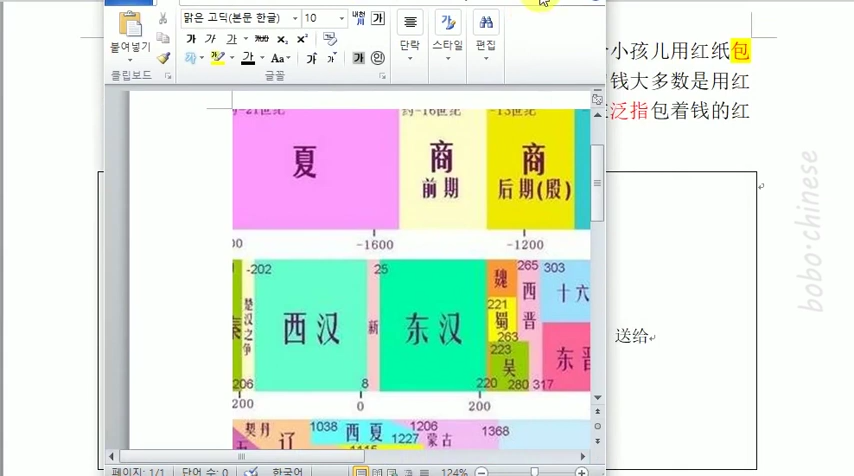 맑은 고딕(본문 한글) 10
붙여넣기
클립보드
가 가 가
글꼴
단락
스타일
편집
小孩儿用红纸包
钱大多数是用红
泛指包着钱的红
送给
bobo·chinese
夏
商
前期
商
后期(殷)
-1600 -1200
-202
25
265
303
魏
西晋
十六
221
蜀
263
223
吴
楚汉之争
秦
西汉
新
东汉
东晋
206
8
220
280
317
200
0
200
契丹
辽
1038
西夏
1206
1227
蒙古
1368
페이지: 1/1 단어 수: 0 한국어 124%